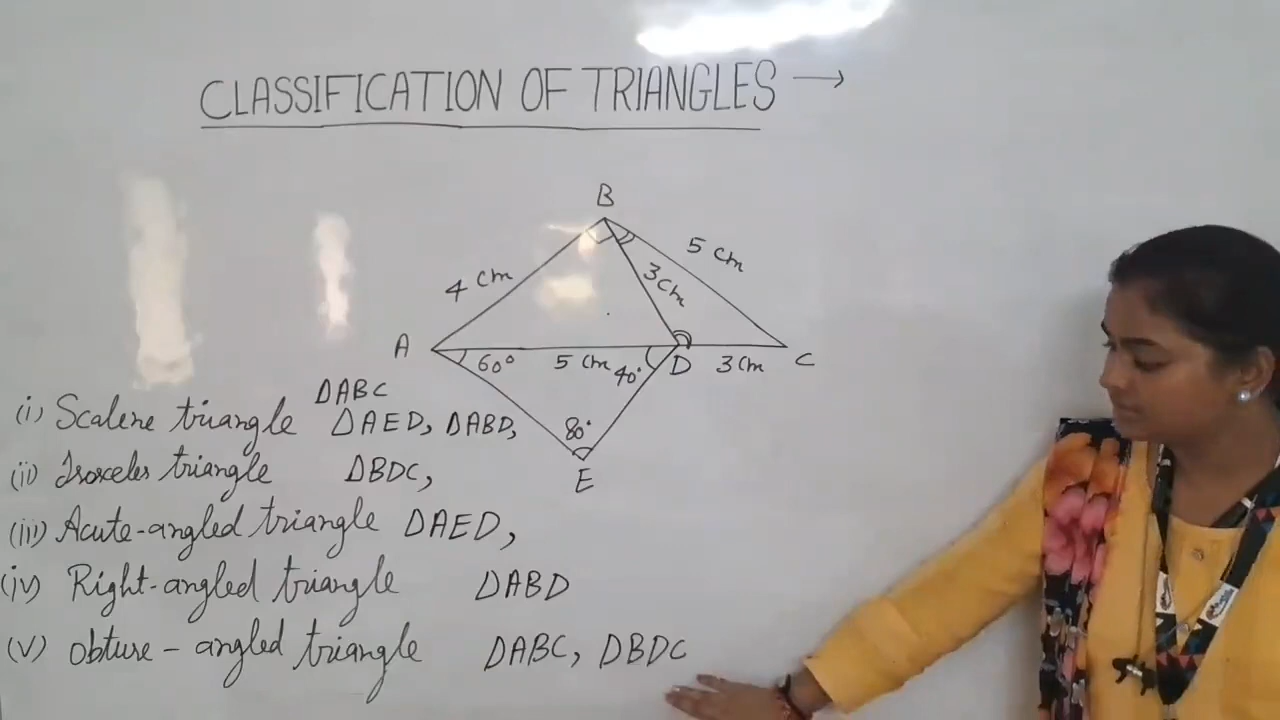 CLASSIFICATION OF TRIANGLES →
B
4 cm
5 cm
3 cm
A
60°
5 cm
40°
D
3 cm
C
80°
E
ΔABC
(i) Scalene triangle ΔAED, ΔABD,
(ii) Isosceles triangle ΔBDC,
(iii) Acute-angled triangle ΔAED,
(iv) Right-angled triangle ΔABD
(v) obtuse - angled triangle ΔABC, ΔBDC